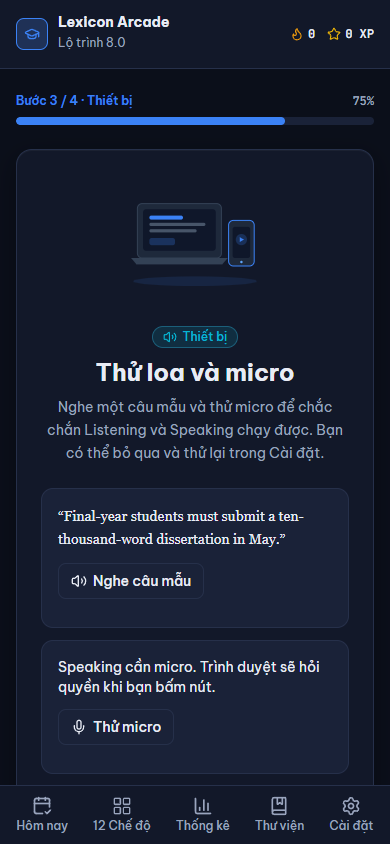 Lexicon Arcade
Lộ trình 8.0
0
0 XP
Bước 3 / 4 · Thiết bị
75%
Thiết bị
Thử loa và micro
Nghe một câu mẫu và thử micro để chắc
chắn Listening và Speaking chạy được. Bạn
có thể bỏ qua và thử lại trong Cài đặt.
“Final-year students must submit a ten-
thousand-word dissertation in May.”
Nghe câu mẫu
Speaking cần micro. Trình duyệt sẽ hỏi
quyền khi bạn bấm nút.
Thử micro
Hôm nay
12 Chế độ
Thống kê
Thư viện
Cài đặt